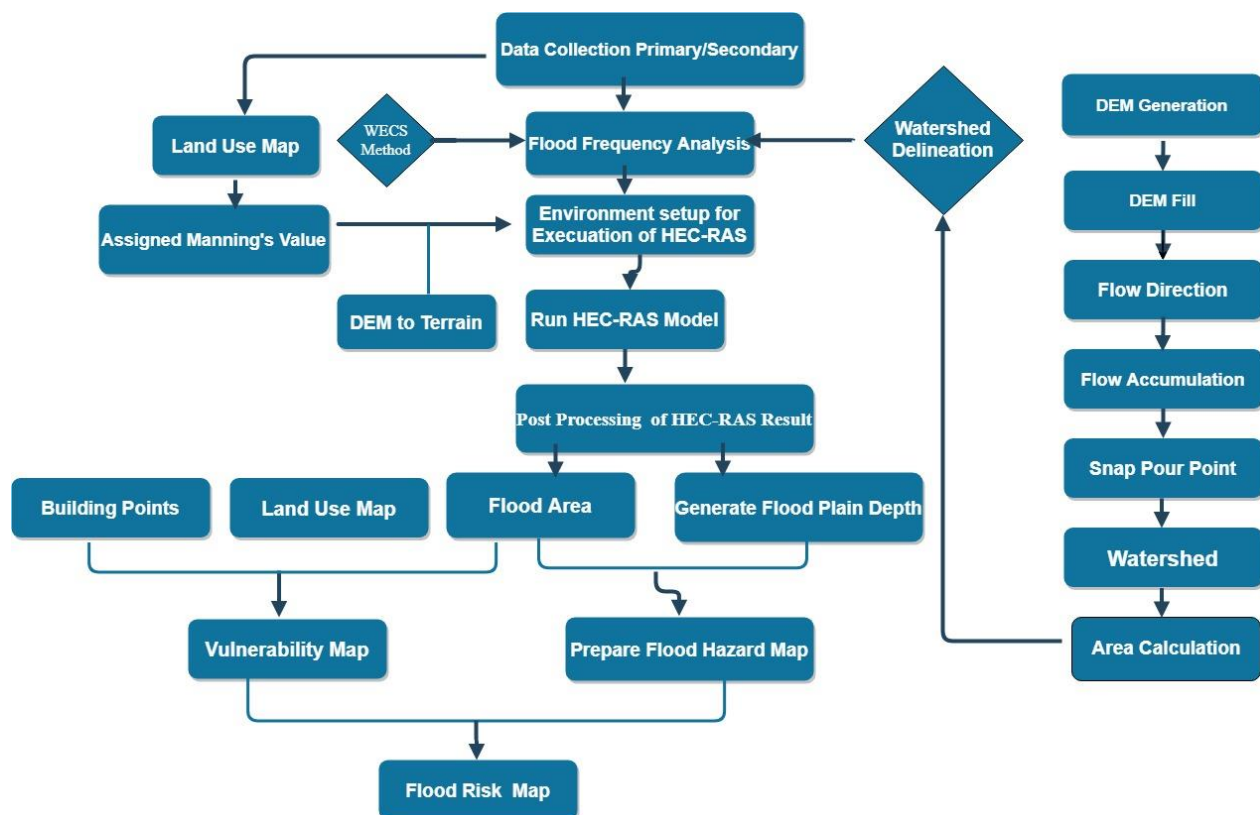 Data Collection Primary/Secondary
Land Use Map
WECS
Method
Flood Frequency Analysis
Watershed
Delineation
DEM Generation
Assigned Manning's Value
Environment setup for
Execuation of HEC-RAS
DEM Fill
DEM to Terrain
Run HEC-RAS Model
Flow Direction
Flow Accumulation
Post Processing of HEC-RAS Result
Snap Pour Point
Building Points
Land Use Map
Flood Area
Generate Flood Plain Depth
Watershed
Vulnerability Map
Prepare Flood Hazard Map
Area Calculation
Flood Risk Map